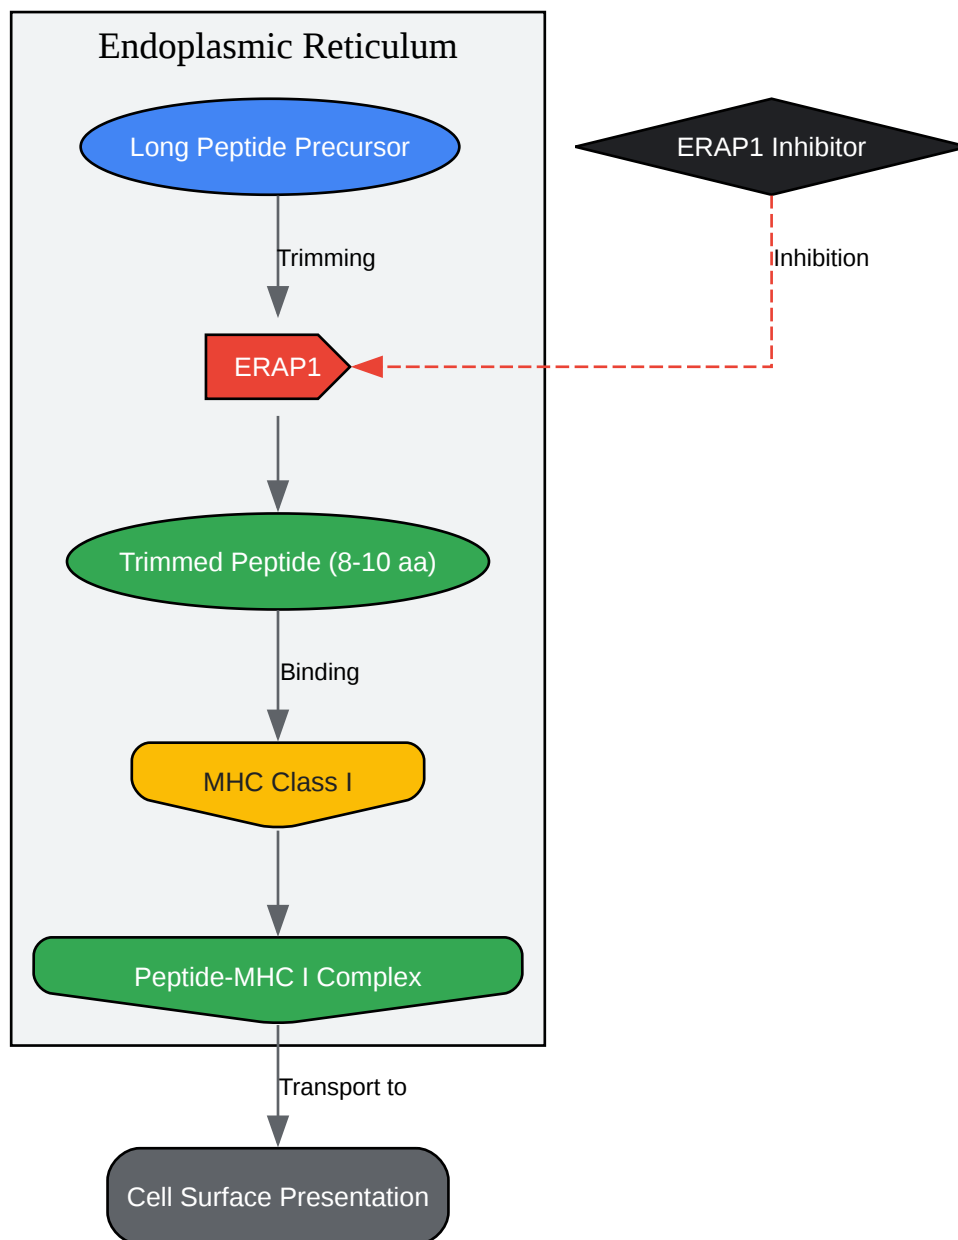 Endoplasmic Reticulum
Long Peptide Precursor
ERAP1 Inhibitor
Trimming
Inhibition
ERAP1
Trimmed Peptide (8-10 aa)
Binding
MHC Class I
Peptide-MHC I Complex
Transport to
Cell Surface Presentation